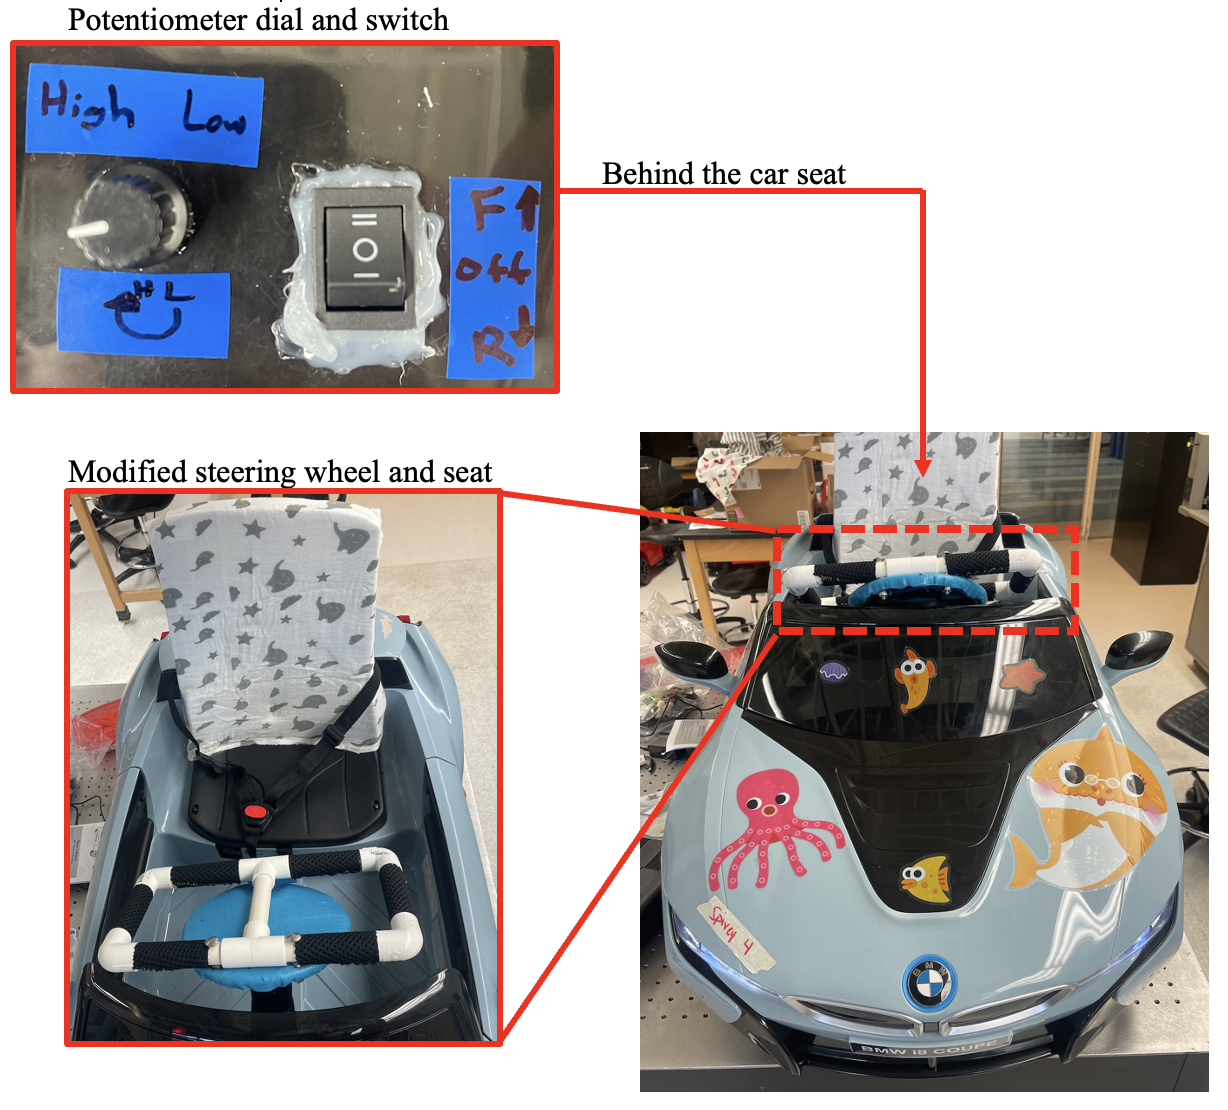 Potentiometer dial and switch
High Low
H L
F↑
Off
R↓
Behind the car seat
Modified steering wheel and seat
Spivey 4
BMW
BMW i8 COUPE